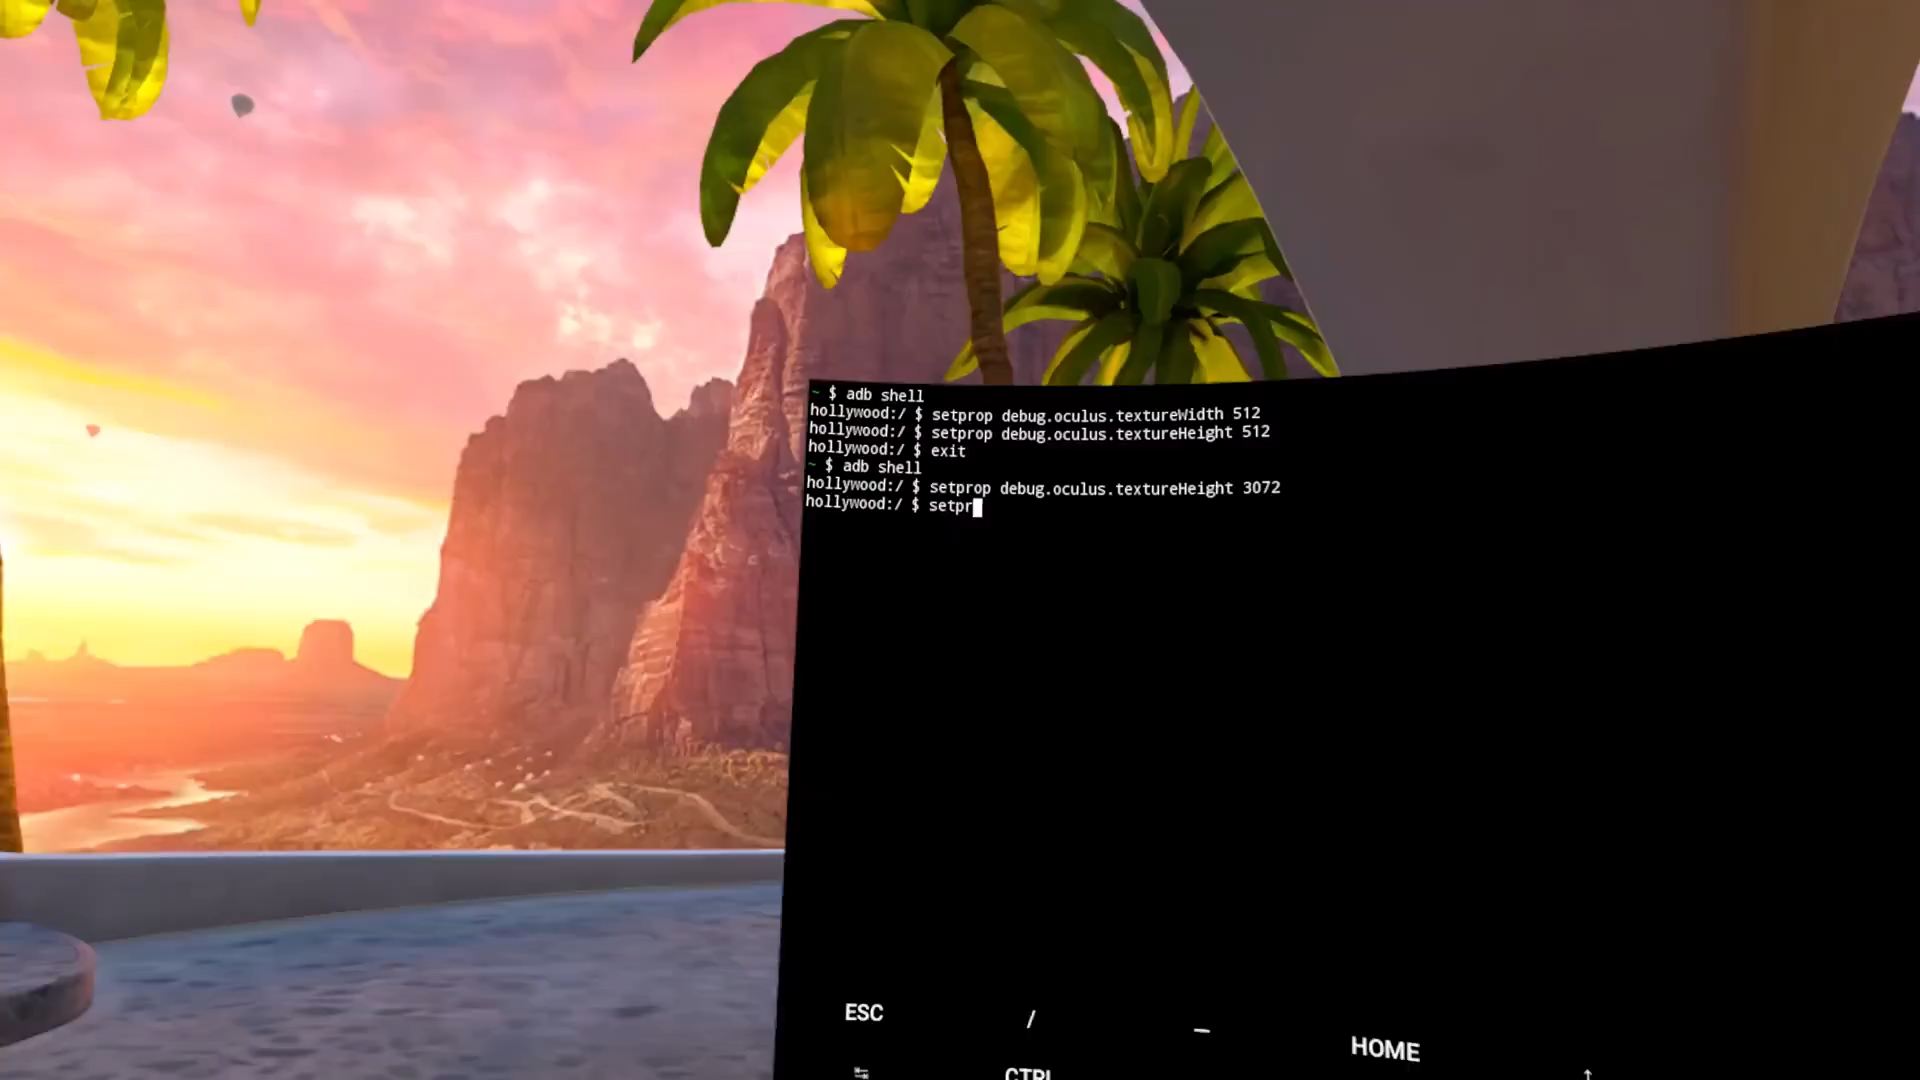 ~ $ adb shell
hollywood:/ $ setprop debug.oculus.textureWidth 512
hollywood:/ $ setprop debug.oculus.textureHeight 512
hollywood:/ $ exit
~ $ adb shell
hollywood:/ $ setprop debug.oculus.textureHeight 3072
hollywood:/ $ setpr
ESC / – HOME
↹ CTRL ↑